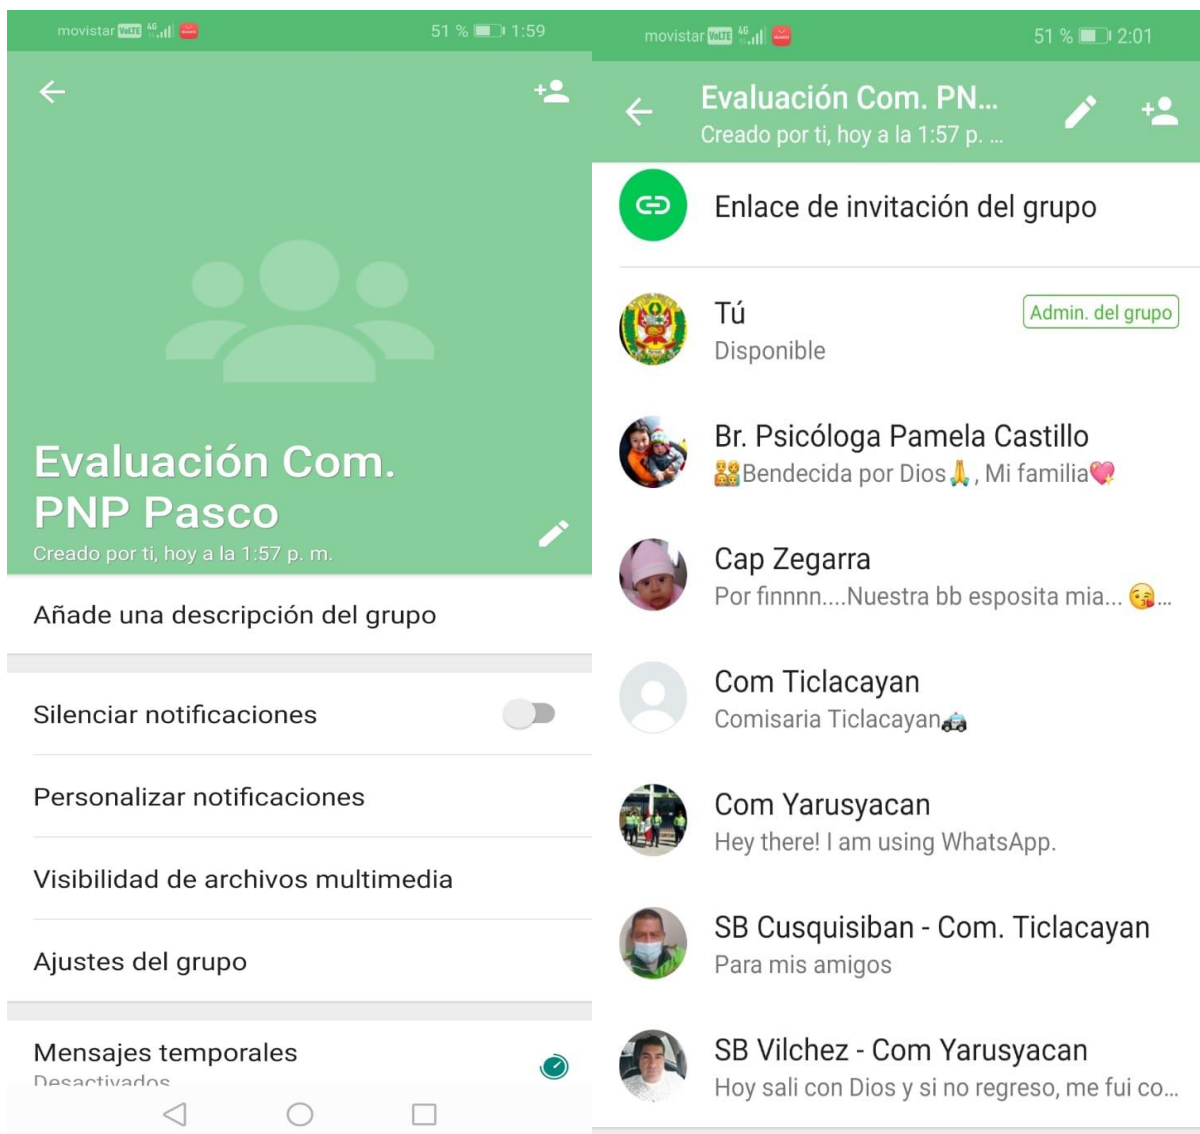 movistar VoLTE 4G 51 % 1:59
Evaluación Com.
PNP Pasco
Creado por ti, hoy a la 1:57 p. m.
Añade una descripción del grupo
Silenciar notificaciones
Personalizar notificaciones
Visibilidad de archivos multimedia
Ajustes del grupo
Mensajes temporales
Desactivados
movistar VoLTE 4G 51 % 2:01
Evaluación Com. PN...
Creado por ti, hoy a la 1:57 p. ...
Enlace de invitación del grupo
Tú
Admin. del grupo
Disponible
Br. Psicóloga Pamela Castillo
👨‍👩‍👧‍👦Bendecida por Dios🙏, Mi familia💖
Cap Zegarra
Por finnnn....Nuestra bb esposita mia... 😘...
Com Ticlacayan
Comisaria Ticlacayan🚓
Com Yarusyacan
Hey there! I am using WhatsApp.
SB Cusquisiban - Com. Ticlacayan
Para mis amigos
SB Vilchez - Com Yarusyacan
Hoy sali con Dios y si no regreso, me fui co...